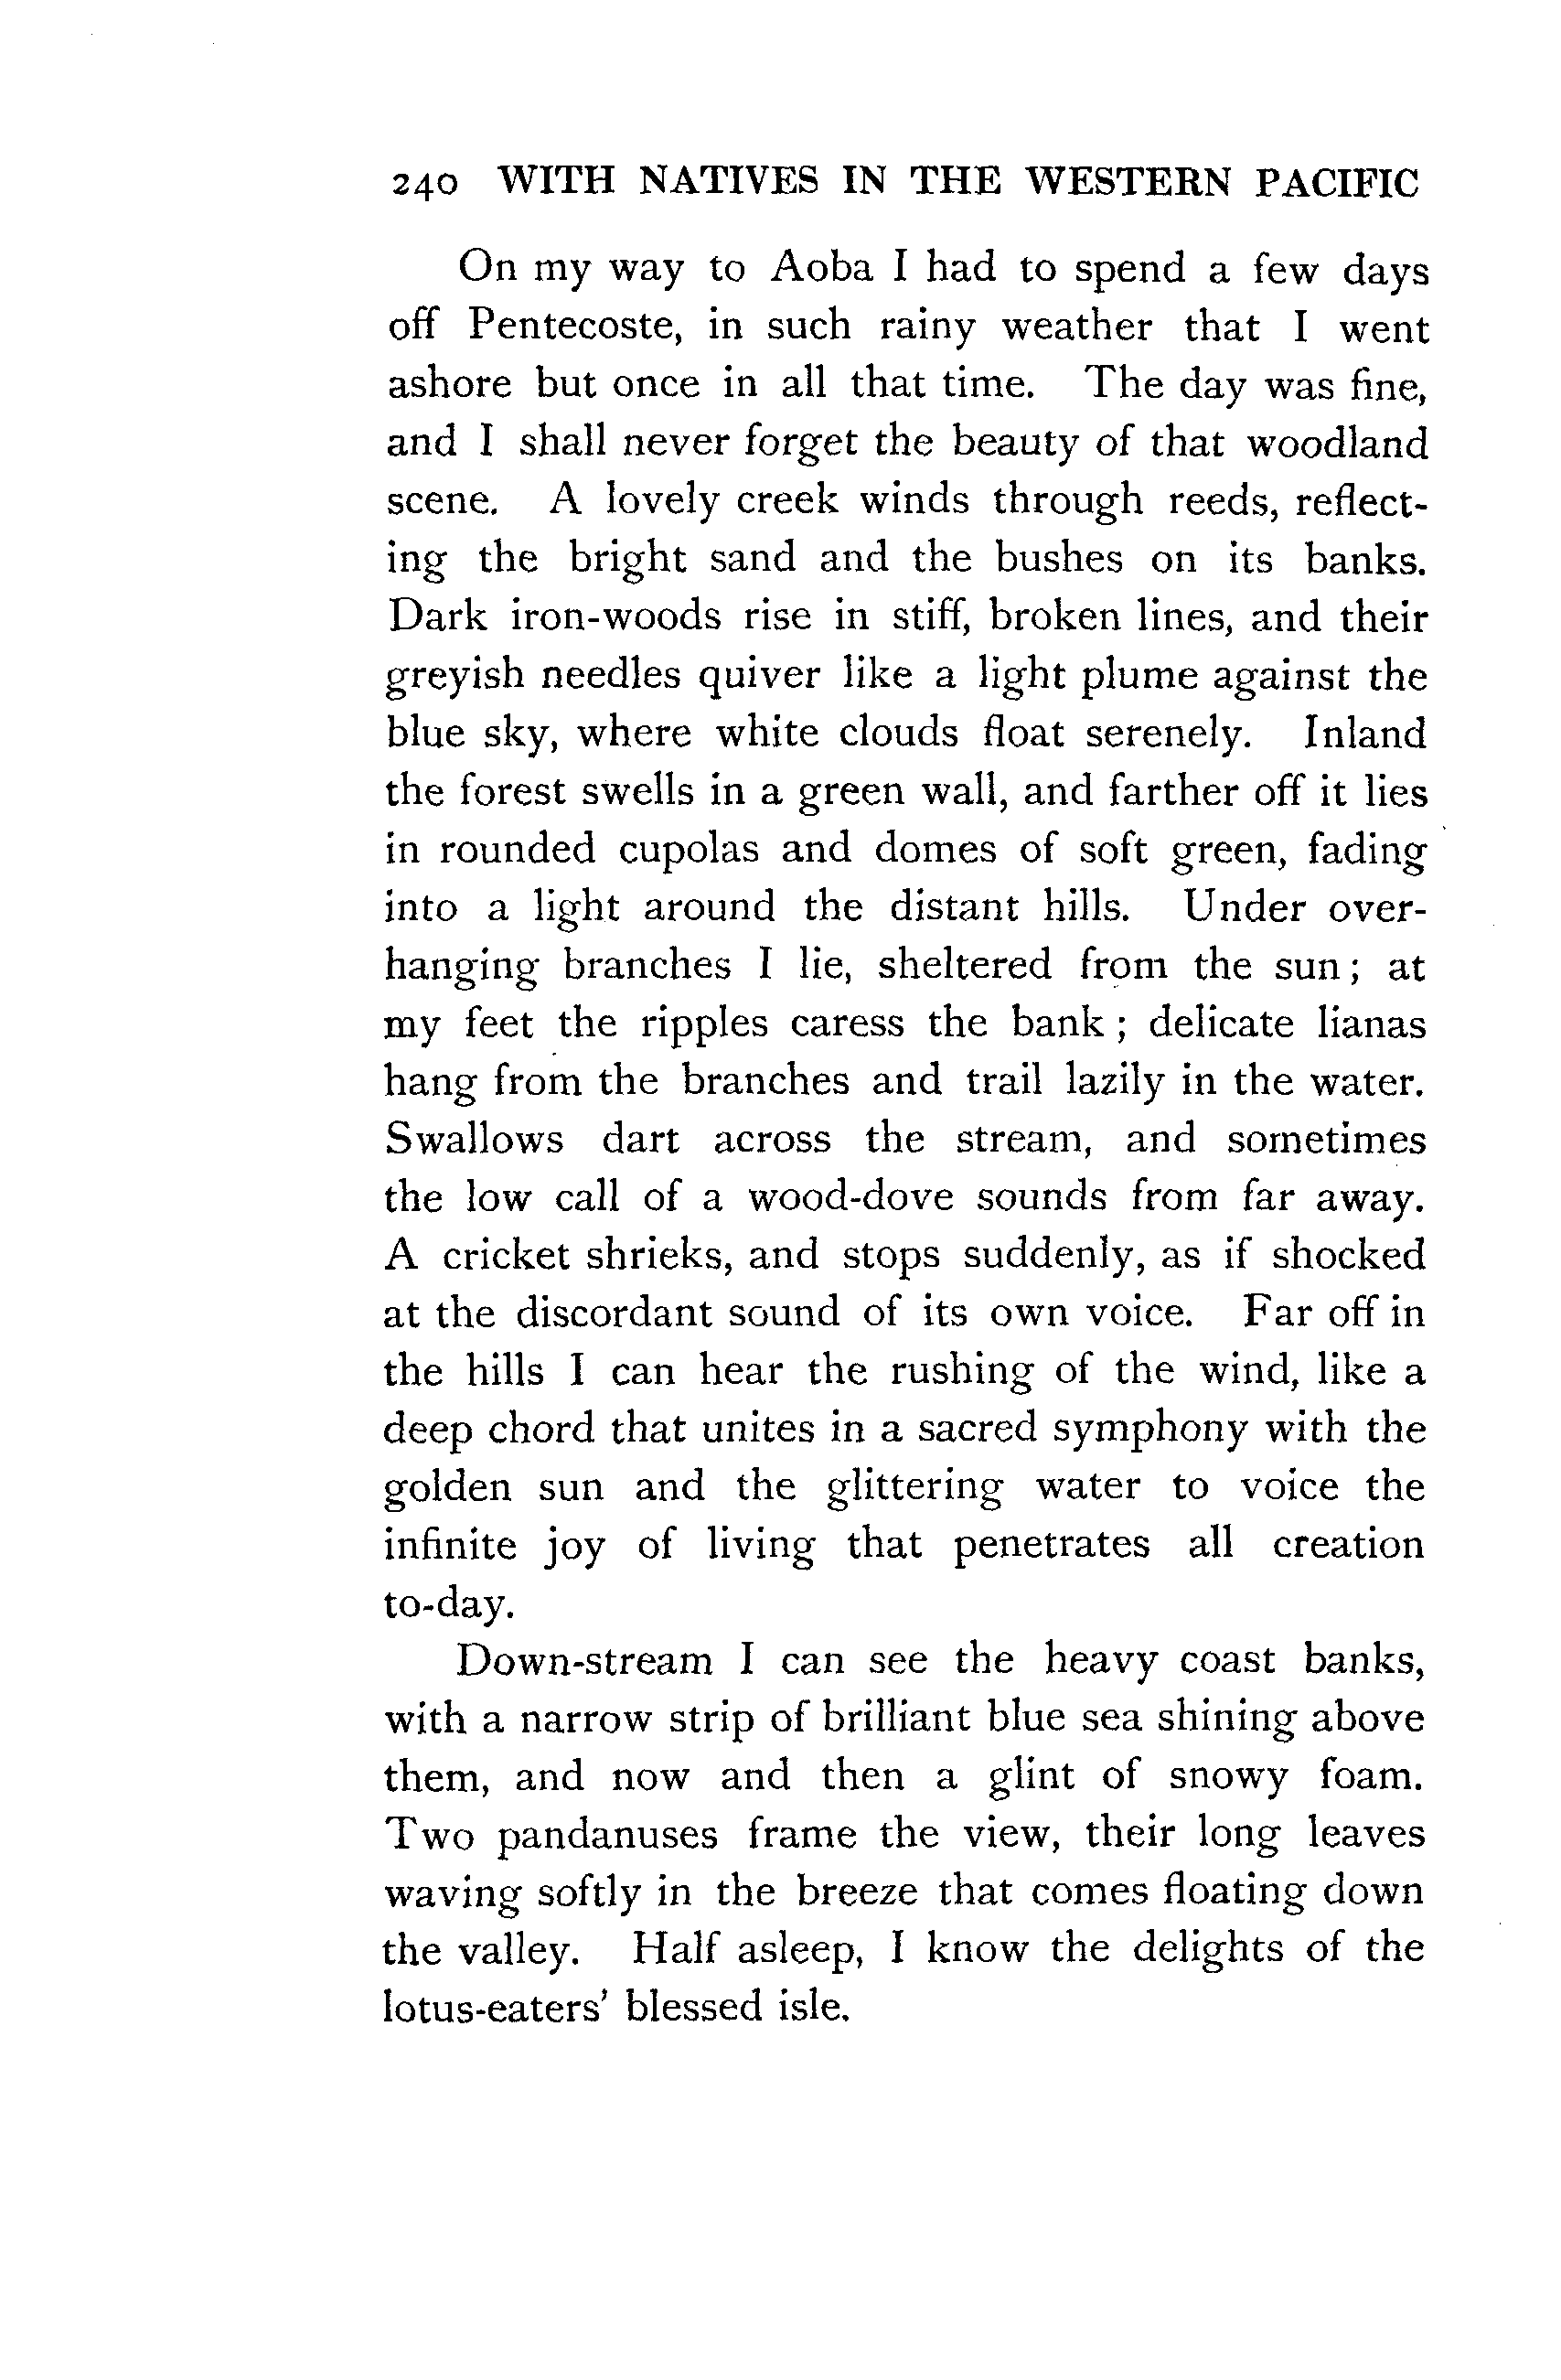 240 WITH NATIVES IN THE WESTERN PACIFIC
On my way to Aoba I had to spend a few days
off Pentecoste, in such rainy weather that I went
ashore but once in all that time. The day was fine,
and I shall never forget the beauty of that woodland
scene. A lovely creek winds through reeds, reflect-
ing the bright sand and the bushes on its banks.
Dark iron-woods rise in stiff, broken lines, and their
greyish needles quiver like a light plume against the
blue sky, where white clouds float serenely. Inland
the forest swells in a green wall, and farther off it lies
in rounded cupolas and domes of soft green, fading
into a light around the distant hills. Under over-
hanging branches I lie, sheltered from the sun; at
my feet the ripples caress the bank; delicate lianas
hang from the branches and trail lazily in the water.
Swallows dart across the stream, and sometimes
the low call of a wood-dove sounds from far away.
A cricket shrieks, and stops suddenly, as if shocked
at the discordant sound of its own voice. Far off in
the hills I can hear the rushing of the wind, like a
deep chord that unites in a sacred symphony with the
golden sun and the glittering water to voice the
infinite joy of living that penetrates all creation
to-day.
Down-stream I can see the heavy coast banks,
with a narrow strip of brilliant blue sea shining above
them, and now and then a glint of snowy foam.
Two pandanuses frame the view, their long leaves
waving softly in the breeze that comes floating down
the valley. Half asleep, I know the delights of the
lotus-eaters' blessed isle.